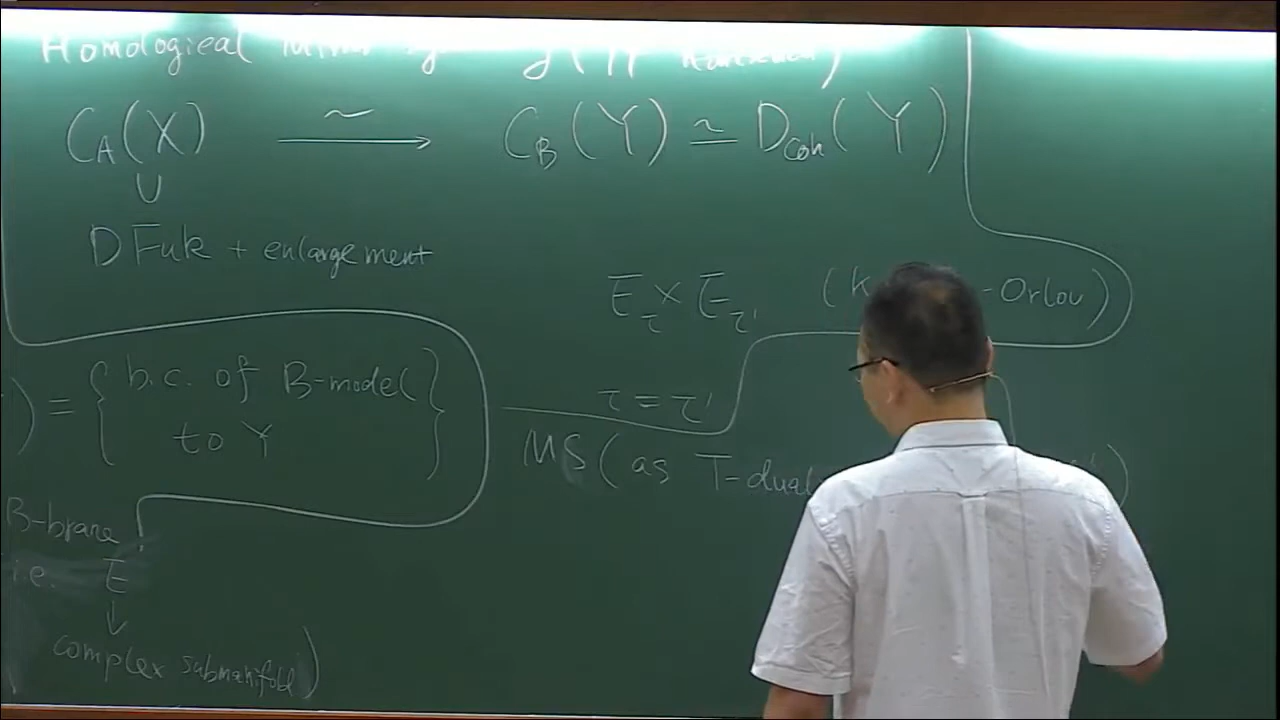 Homological
C_A(X) ⟶~ C_B(Y) ≃ D_Coh(Y)
∪
DFuk + enlargement
E_τ × E_τ' (K -Orlov)
) = { b.c. of B-model to Y }
τ = τ'
MS (as T-dual )
B-brane
i.e. E
↓
complex submanifold)